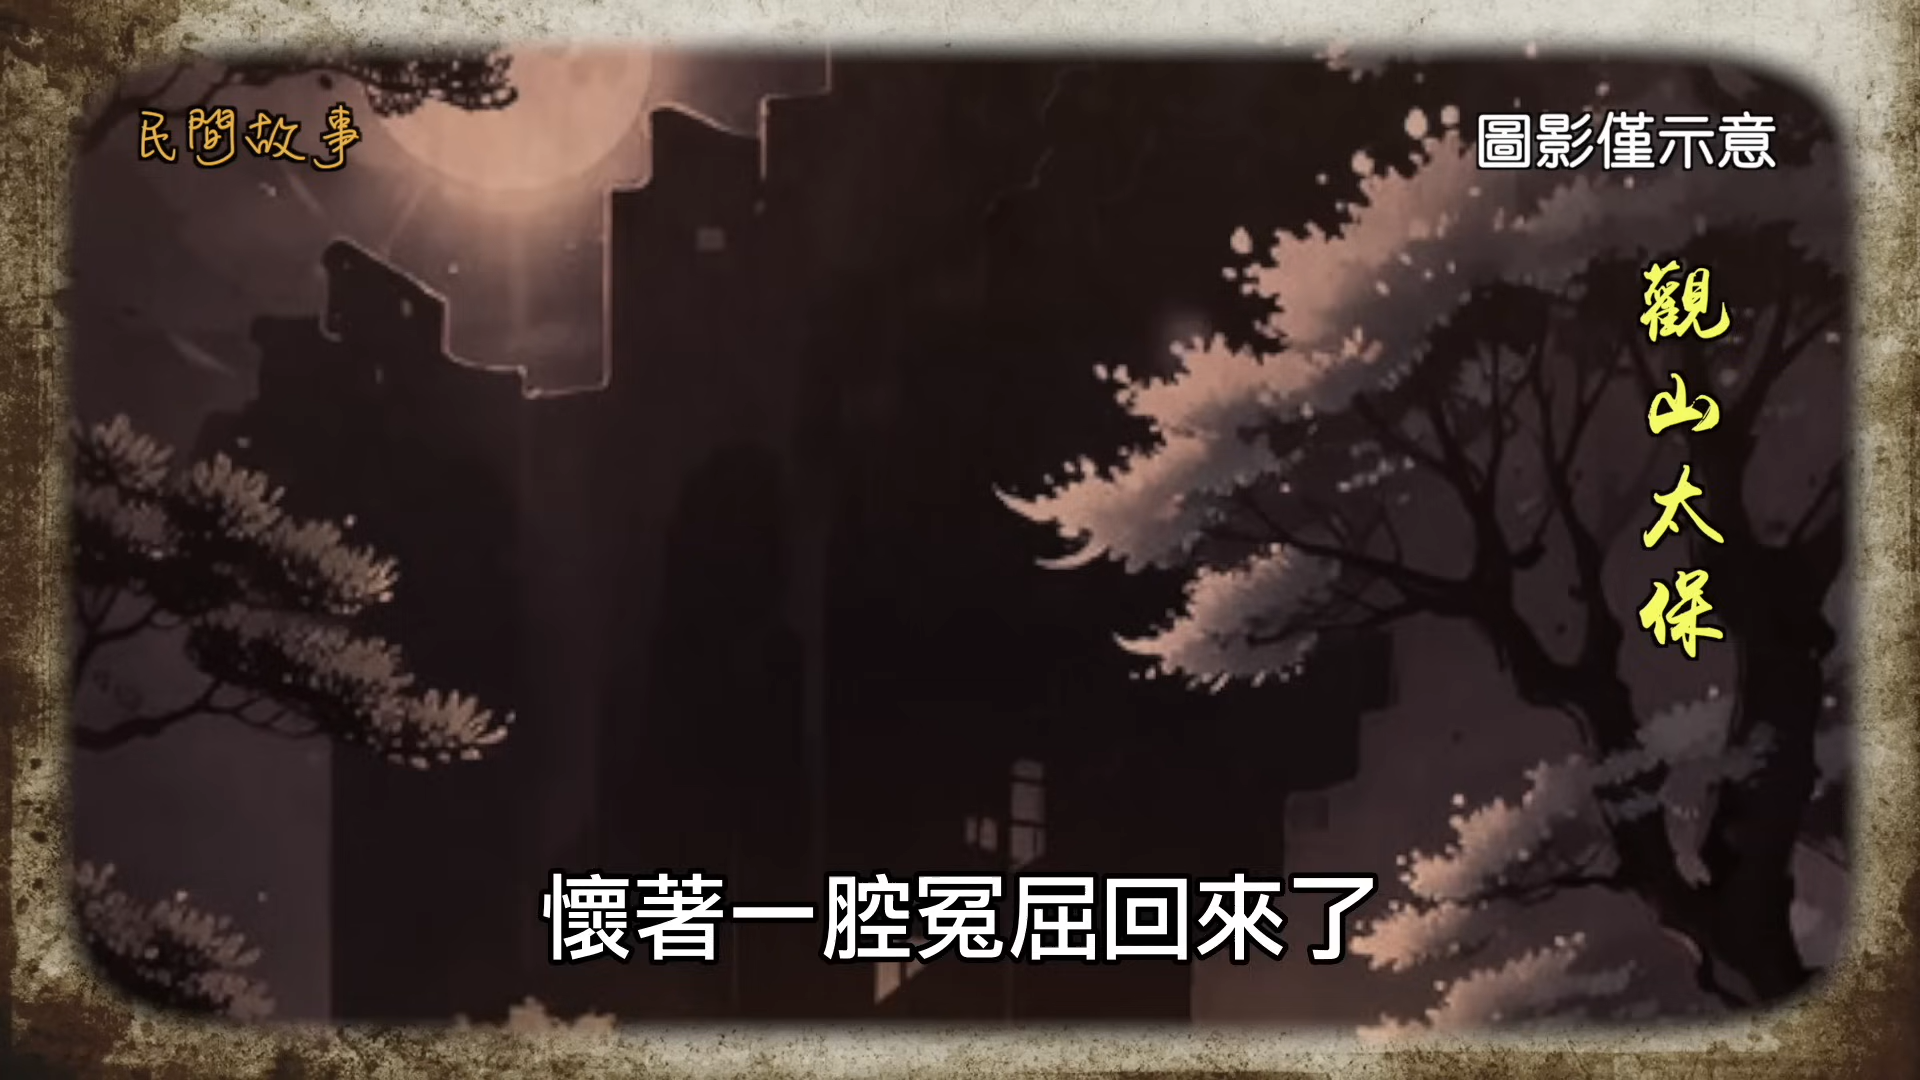 民間故事
圖影僅示意
觀山太保
懷著一腔冤屈回來了